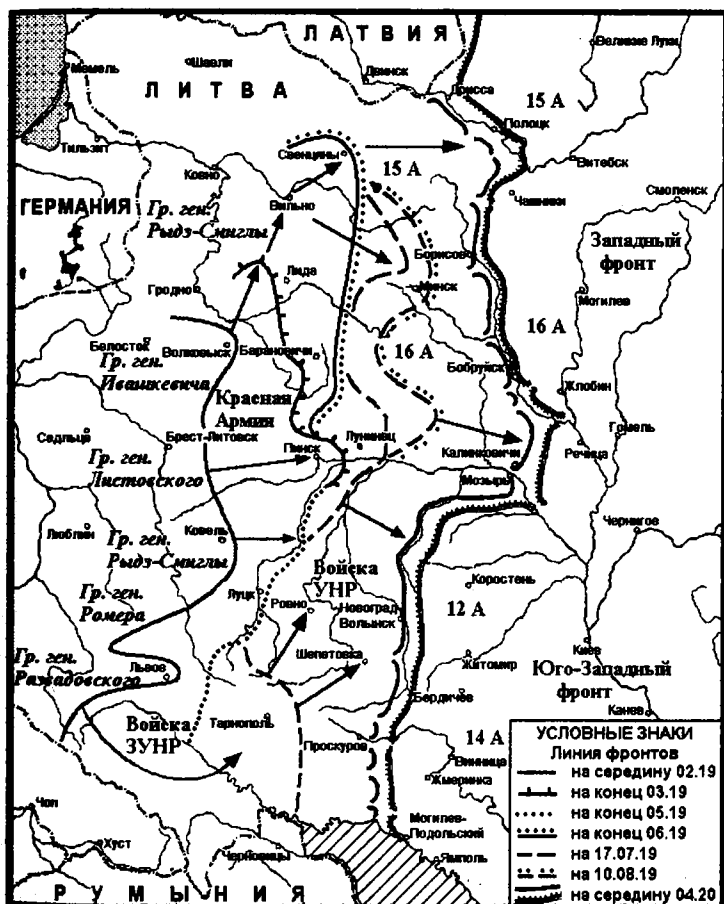 ЛАТВИЯ
Великие Луки
Шавли
Мемель
Двинск
ЛИТВА
Дрисса
15 А
Полоцк
Тильзит
Свенцяны
Витебск
Ковно
15 А
Чашники
Смоленск
ГЕРМАНИЯ
Гр. ген.
Рыдз-Смиглы
Вильно
Западный
фронт
Борисов
Лида
Минск
Гродно
Могилев
16 А
Белосток
Волковыск
Барановичи
16 А
Гр. ген.
Ивашкевича
Бобруйск
Жлобин
Красная
Армия
Гомель
Седльце
Брест-Литовск
Лунинец
Пинск
Речица
Гр. ген.
Листовского
Калинковичи
Мозырь
Люблин
Ковель
Гр. ген.
Рыдз-Смиглы
Чернигов
Войска
УНР
Коростень
Луцк
Ровно
Новоград
Волынск
12 А
Гр. ген.
Ромера
Киев
Шепетовка
Житомир
Гр. ген.
Развадовского
Львов
Юго-Западный
фронт
Бердичев
Канев
Войска
ЗУНР
Тарнополь
Проскуров
14 А
Винница
Жмеринка
Чоп
Могилев-
Подольский
Хуст
Черновицы
Ямполь
РУМЫНИЯ
УСЛОВНЫЕ ЗНАКИ
Линия фронтов
на середину 02.19
на конец 03.19
на конец 05.19
на конец 06.19
на 17.07.19
на 10.08.19
на середину 04.20